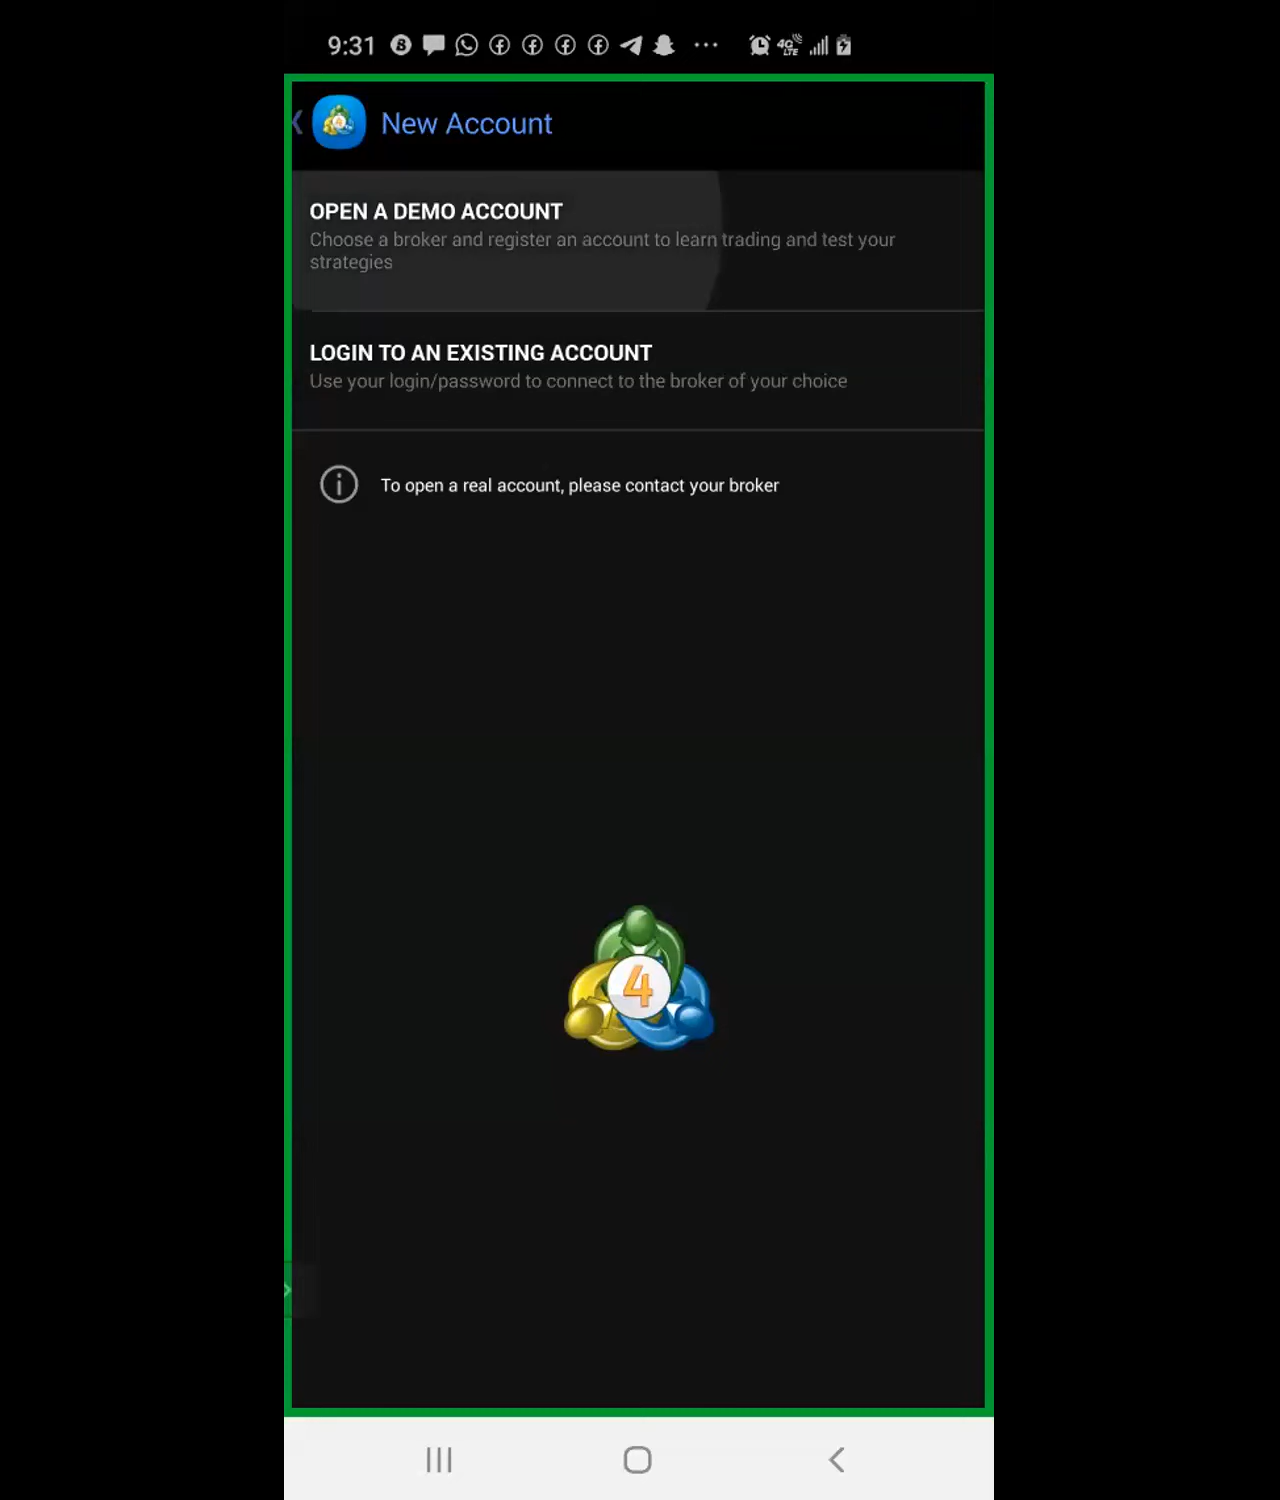 9:31
4G
LTE
New Account
OPEN A DEMO ACCOUNT
Choose a broker and register an account to learn trading and test your
strategies
LOGIN TO AN EXISTING ACCOUNT
Use your login/password to connect to the broker of your choice
To open a real account, please contact your broker
4